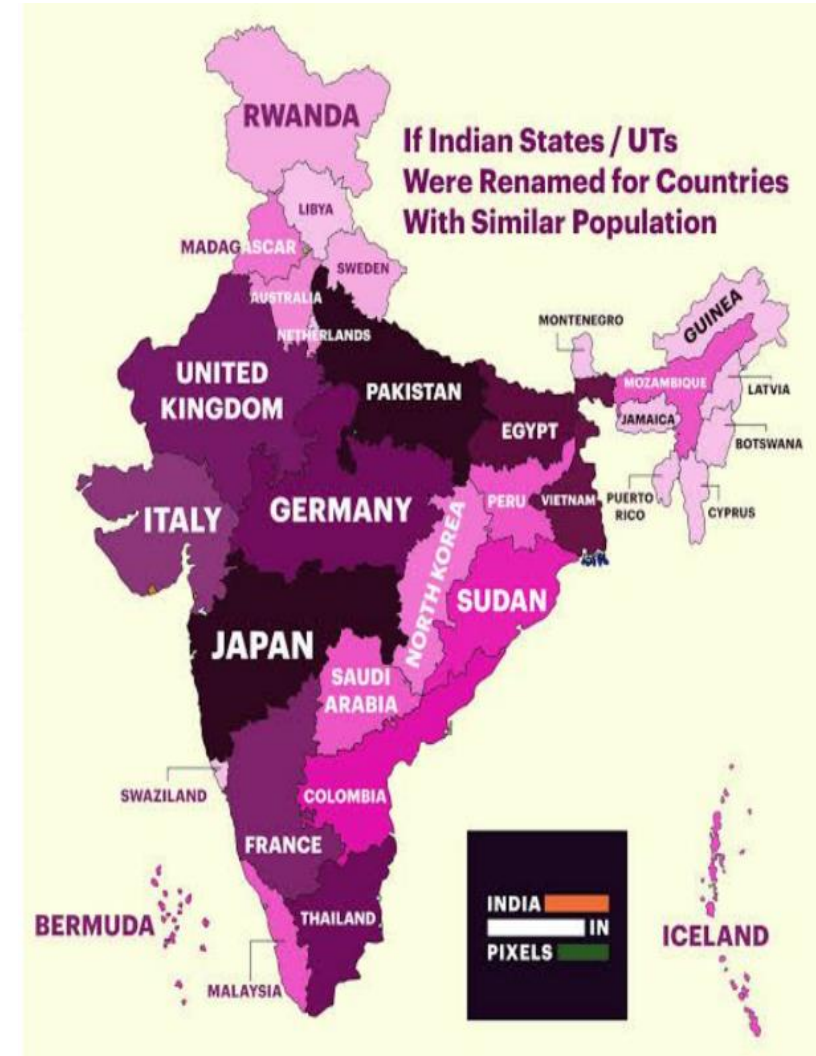 RWANDA
If Indian States / UTs
Were Renamed for Countries
With Similar Population
LIBYA
MADAGASCAR
SWEDEN
AUSTRALIA
NETHERLANDS
MONTENEGRO
GUINEA
UNITED
KINGDOM
PAKISTAN
MOZAMBIQUE
LATVIA
JAMAICA
EGYPT
BOTSWANA
ITALY
GERMANY
PERU
VIETNAM
PUERTO
RICO
CYPRUS
NORTH KOREA
SUDAN
JAPAN
SAUDI
ARABIA
SWAZILAND
COLOMBIA
FRANCE
INDIA
IN
PIXELS
BERMUDA
THAILAND
ICELAND
MALAYSIA